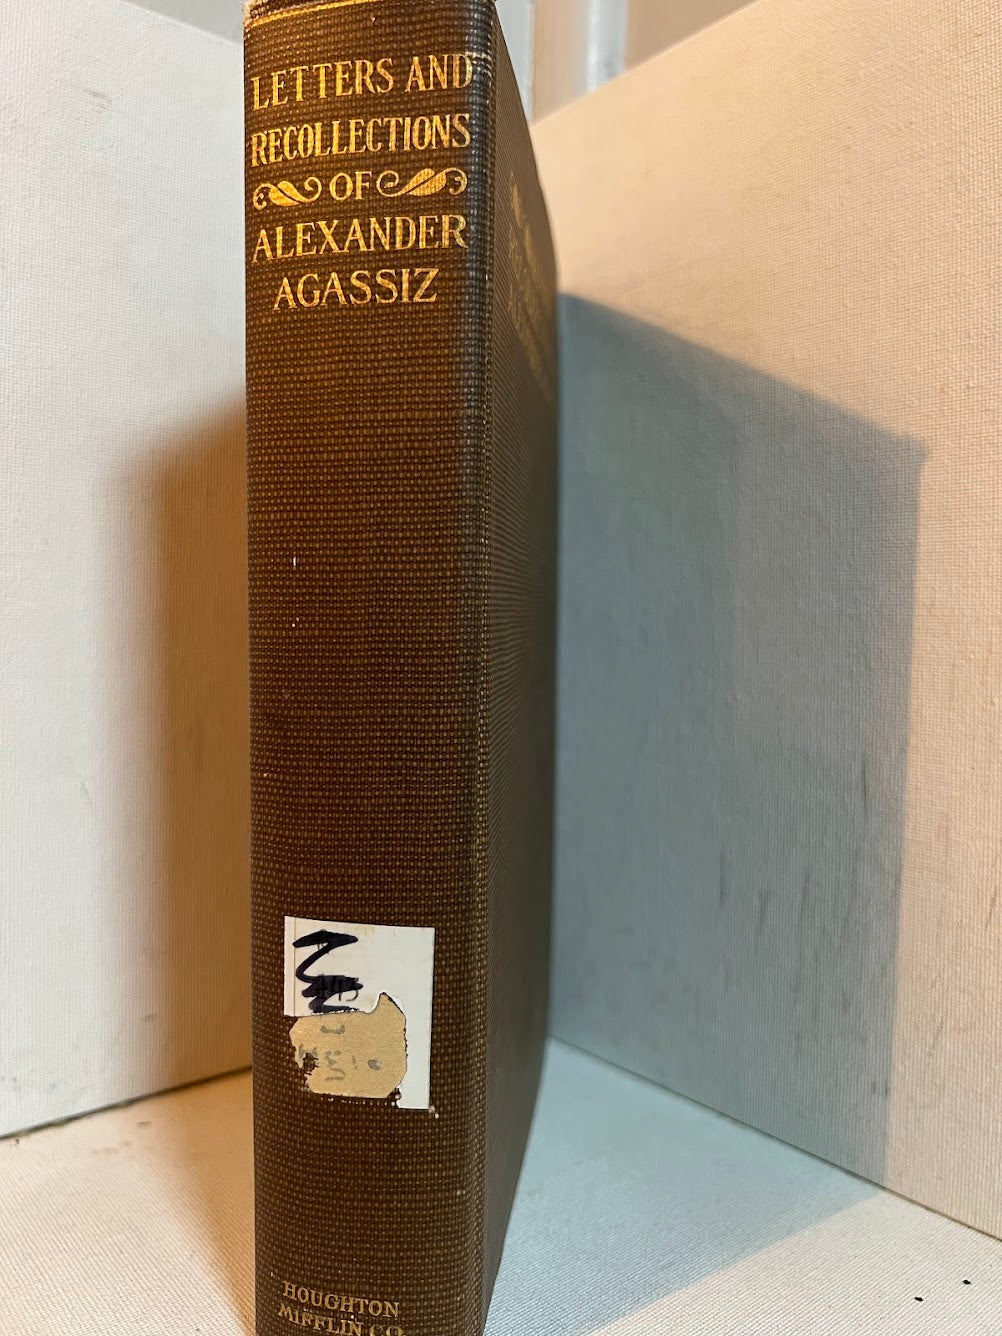 LETTERS AND
RECOLLECTIONS
OF
ALEXANDER
AGASSIZ
HOUGHTON
MIFFLIN CO